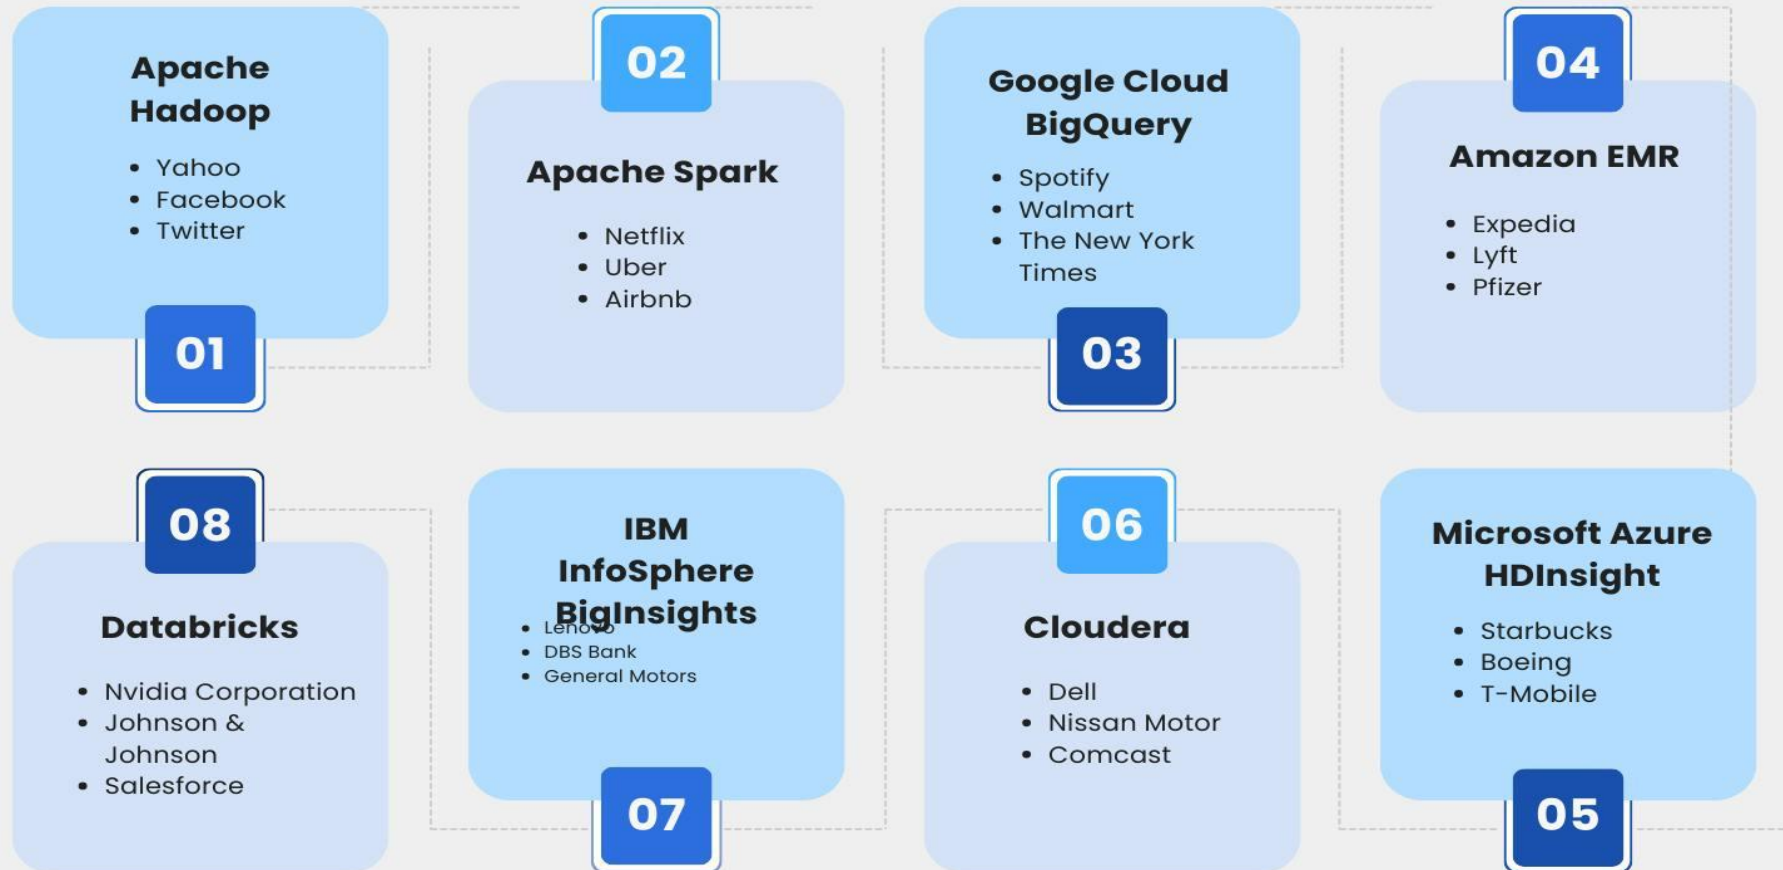 Apache
Hadoop
• Yahoo
• Facebook
• Twitter
01
02
Apache Spark
• Netflix
• Uber
• Airbnb
Google Cloud
BigQuery
• Spotify
• Walmart
• The New York
Times
03
04
Amazon EMR
• Expedia
• Lyft
• Pfizer
08
Databricks
• Nvidia Corporation
• Johnson &
Johnson
• Salesforce
IBM
InfoSphere
BigInsights
• Lenovo
• DBS Bank
• General Motors
07
06
Cloudera
• Dell
• Nissan Motor
• Comcast
Microsoft Azure
HDInsight
• Starbucks
• Boeing
• T-Mobile
05